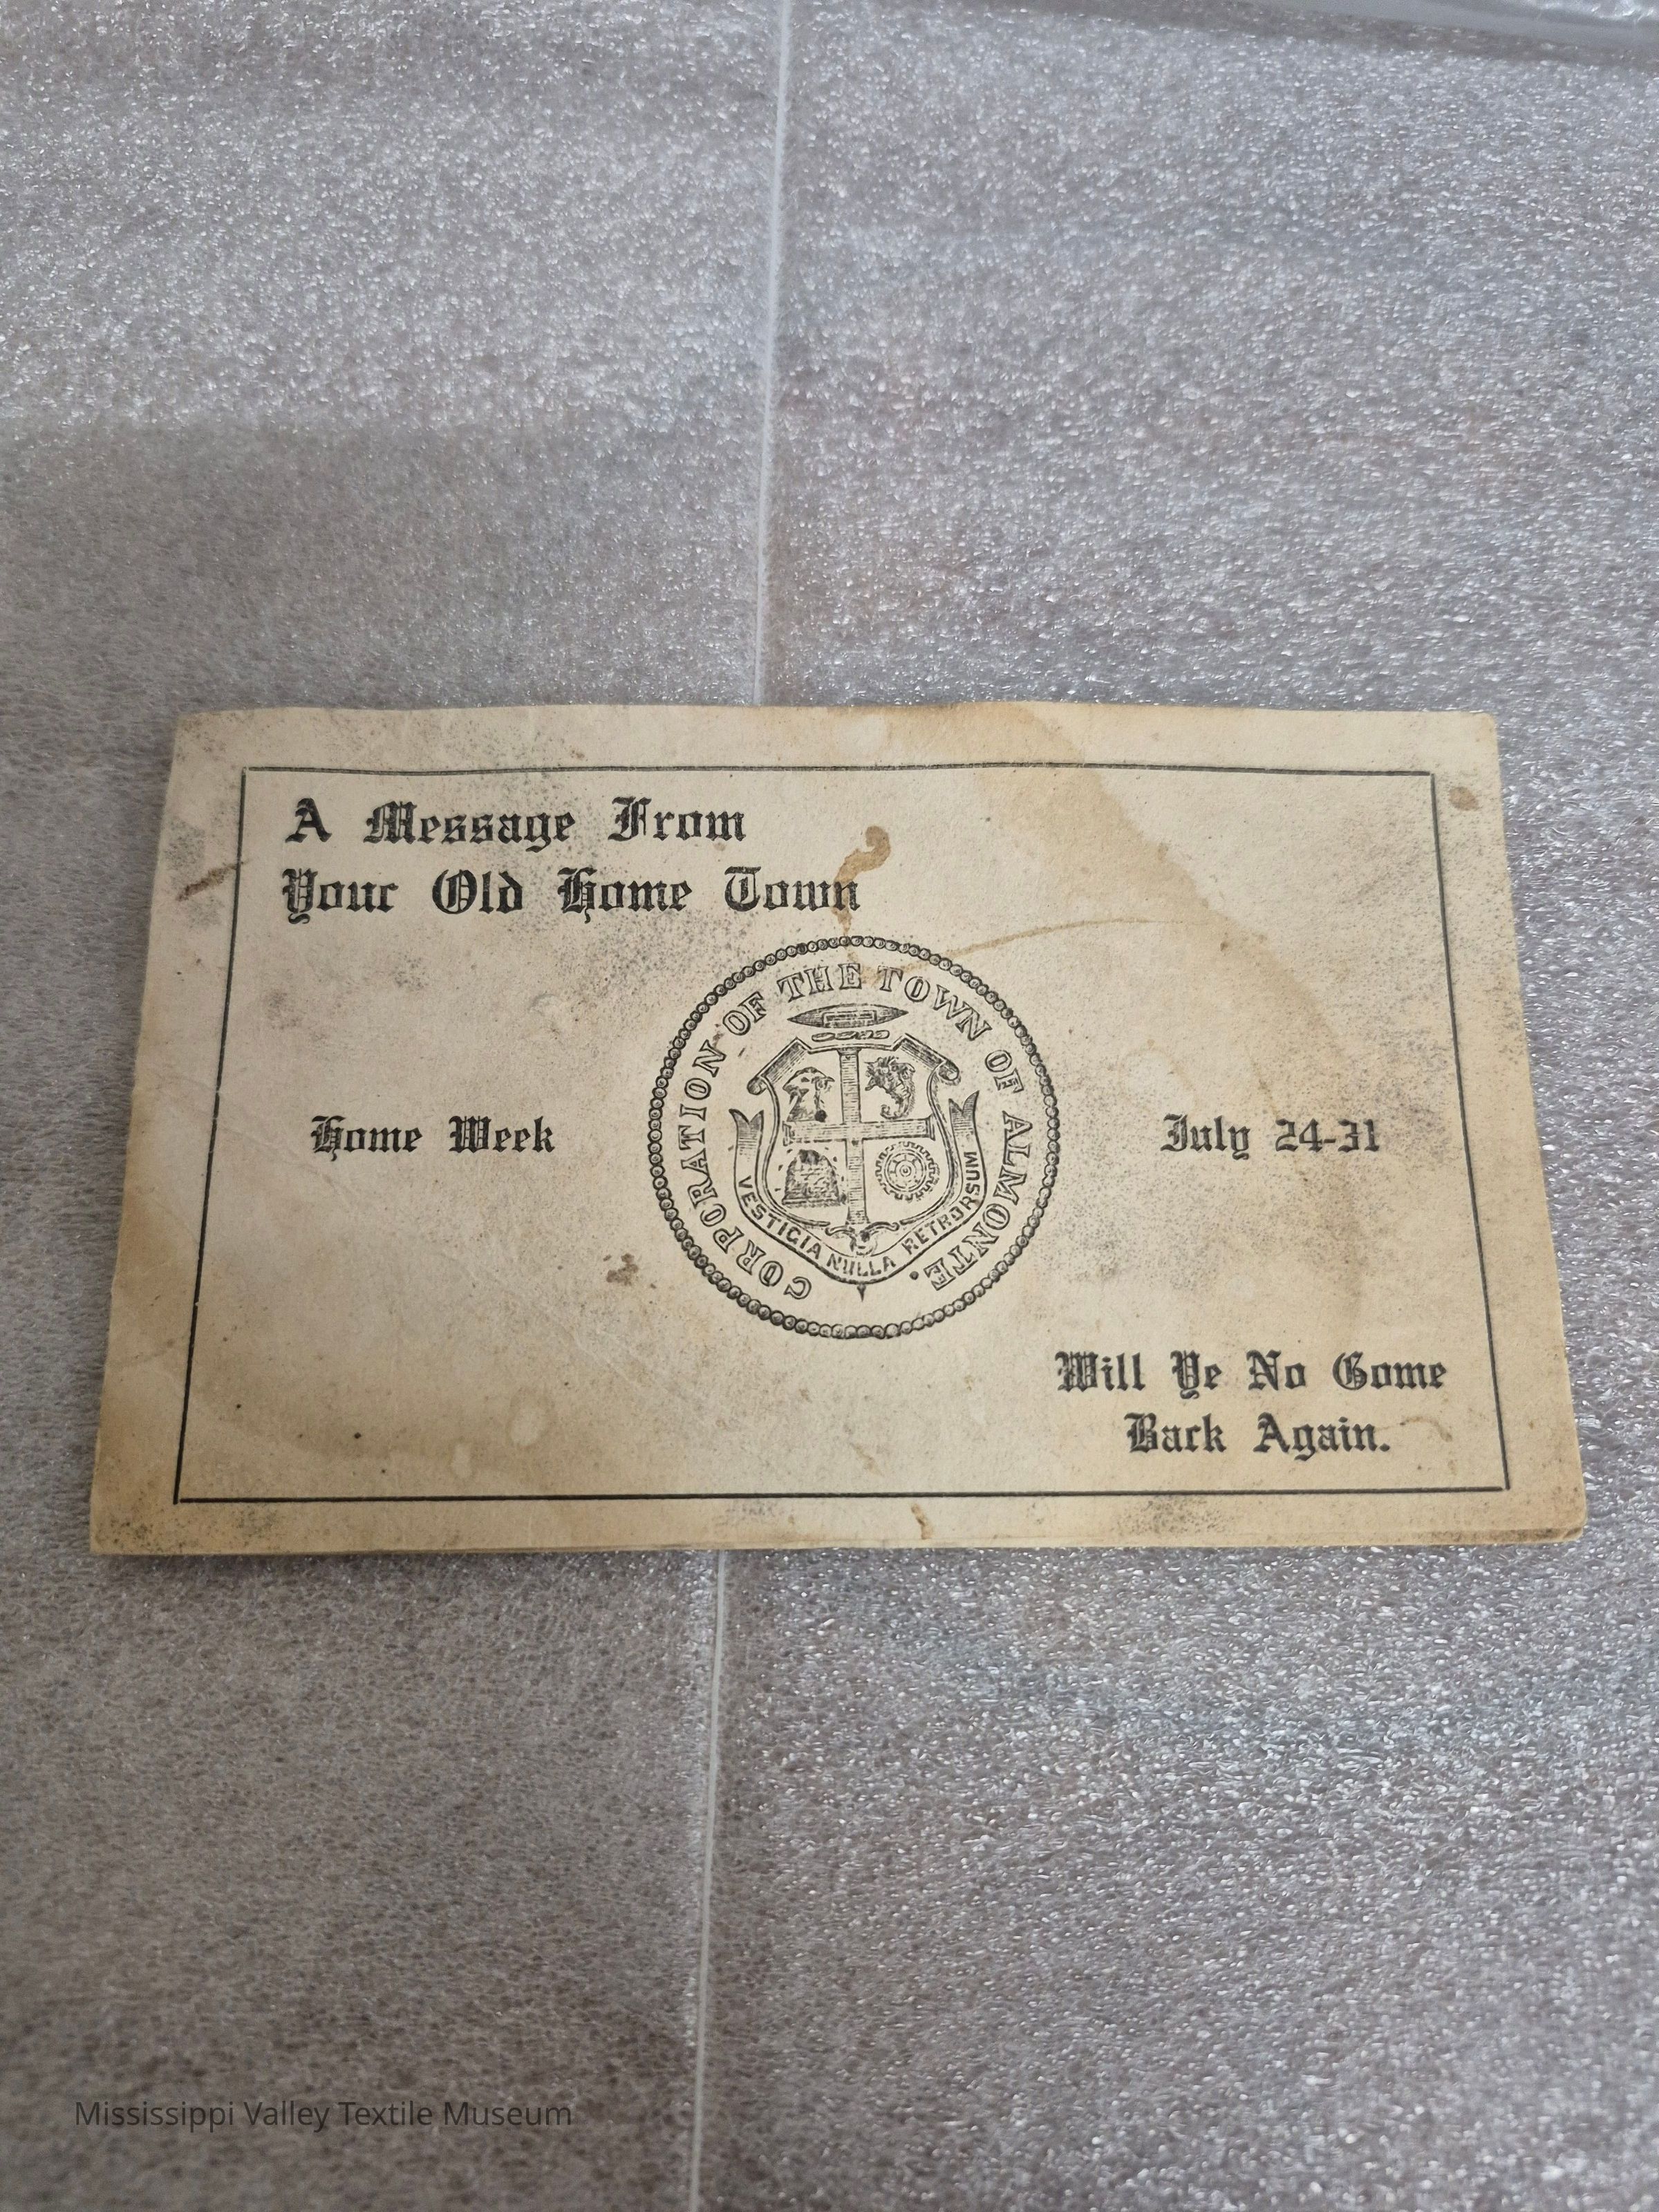 A Message From
Your Old Home Town
CORPORATION OF THE TOWN OF ALMONTE.
VESTIGIA NULLA RETRORSUM
Home Week
July 24-31
Will Ye No Come
Back Again.
Mississippi Valley Textile Museum